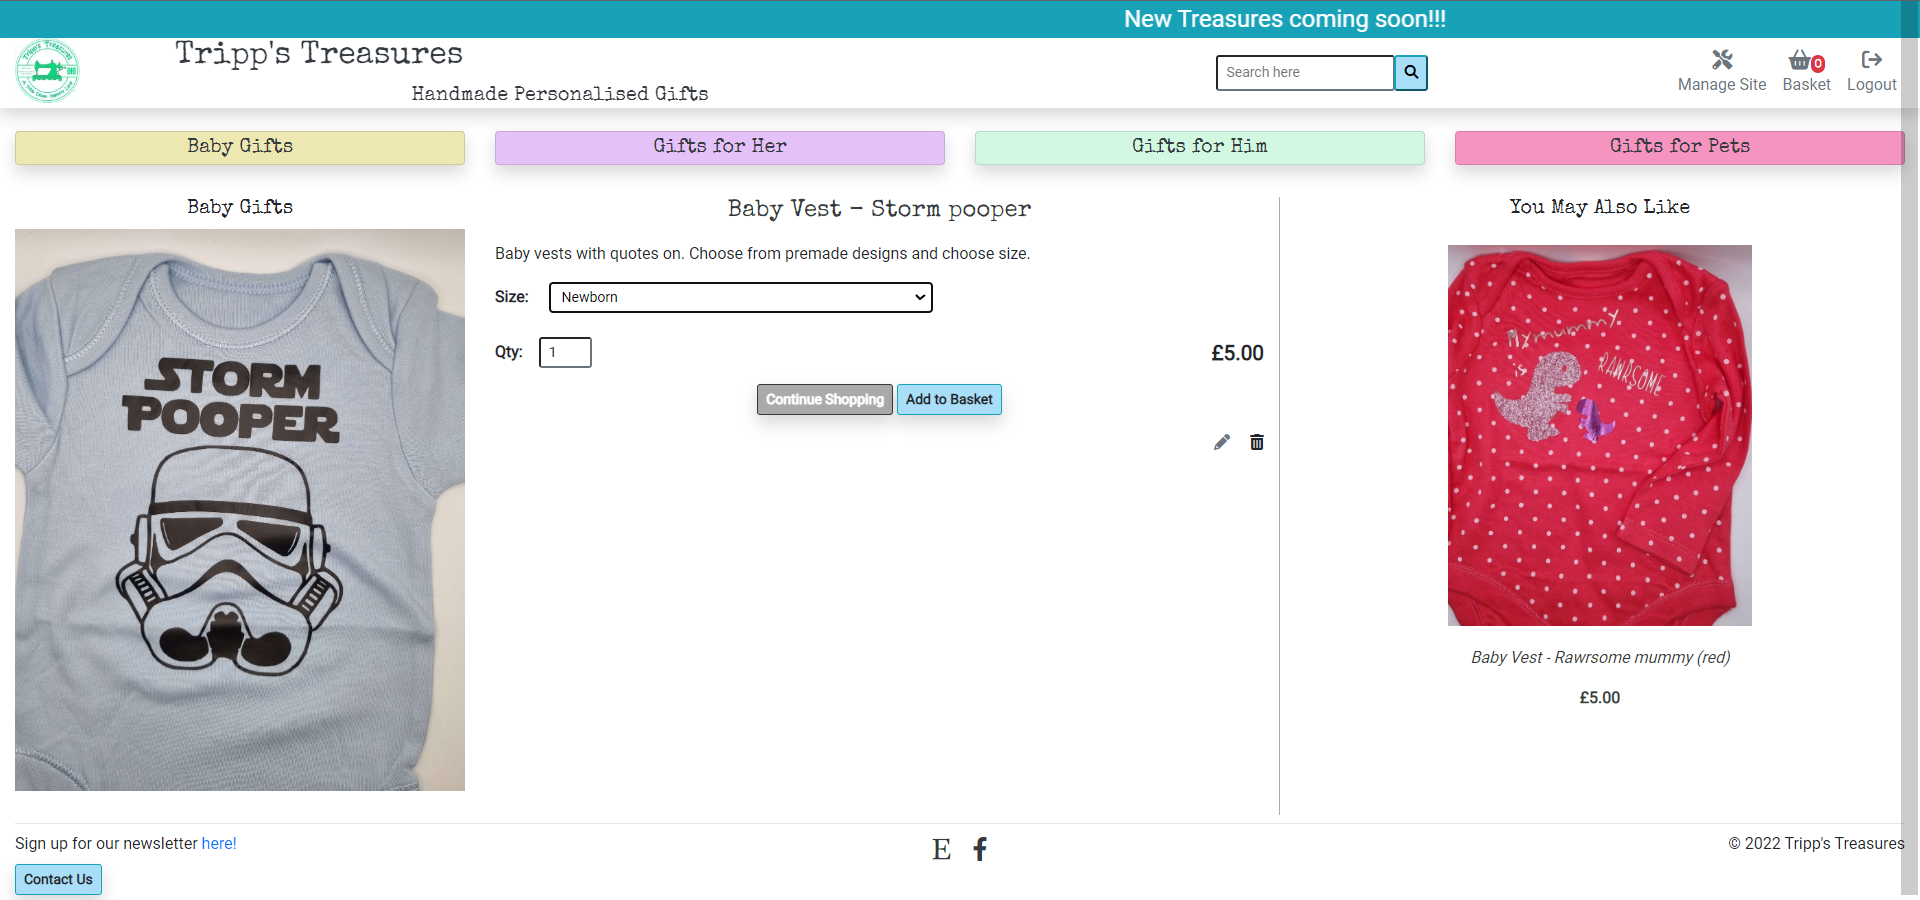 New Treasures coming soon!!!
Tripp's Treasures
Handmade Personalised Gifts
Search here
Manage Site
0
Basket
Logout
Baby Gifts
Gifts for Her
Gifts for Him
Gifts for Pets
Baby Gifts
STORM
POOPER
Baby Vest - Storm pooper
Baby vests with quotes on. Choose from premade designs and choose size.
Size: Newborn
Qty: 1
£5.00
Continue Shopping
Add to Basket
You May Also Like
My mummy
is
RAWRSOME
Baby Vest - Rawrsome mummy (red)
£5.00
Sign up for our newsletter here!
Contact Us
E
© 2022 Tripp's Treasures